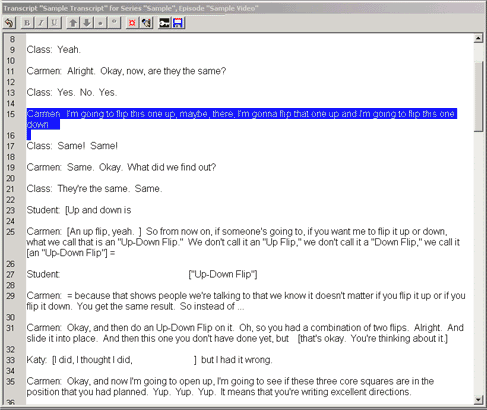 Transcript "Sample Transcript" for Series "Sample", Episode "Sample Video"
B I U
8
9 Class: Yeah.
10
11 Carmen: Alright. Okay, now, are they the same?
12
13 Class: Yes. No. Yes.
14
15 Carmen: I'm going to flip this one up, maybe, there, I'm gonna flip that one up and I'm going to flip this one
down
16
17 Class: Same! Same!
18
19 Carmen: Same. Okay. What did we find out?
20
21 Class: They're the same. Same.
22
23 Student: [Up and down is
24
25 Carmen: [An up flip, yeah. ] So from now on, if someone's going to, if you want me to flip it up or down,
what we call that is an "Up-Down Flip." We don't call it an "Up Flip," we don't call it a "Down Flip," we call it
[an "Up-Down Flip"] =
26
27 Student: ["Up-Down Flip"]
28
29 Carmen: = because that shows people we're talking to that we know it doesn't matter if you flip it up or if you
flip it down. You get the same result. So instead of ...
30
31 Carmen: Okay, and then do an Up-Down Flip on it. Oh, so you had a combination of two flips. Alright. And
slide it into place. And then this one you don't have done yet, but [that's okay. You're thinking about it.]
32
33 Katy: [I did, I thought I did, ] but I had it wrong.
34
35 Carmen: Okay, and now I'm going to open up, I'm going to see if these three core squares are in the
position that you had planned. Yup. Yup. Yup. It means that you're writing excellent directions.
36